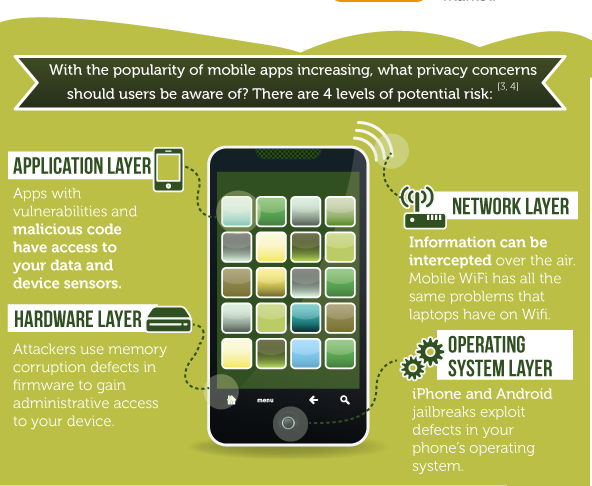 With the popularity of mobile apps increasing, what privacy concerns
should users be aware of? There are 4 levels of potential risk: [3, 4]
APPLICATION LAYER
Apps with
vulnerabilities and
malicious code
have access to
your data and
device sensors.
NETWORK LAYER
Information can be
intercepted over the air.
Mobile WiFi has all the
same problems that
laptops have on Wifi.
HARDWARE LAYER
Attackers use memory
corruption defects in
firmware to gain
administrative access
to your device.
OPERATING
SYSTEM LAYER
iPhone and Android
jailbreaks exploit
defects in your
phone's operating
system.
menu